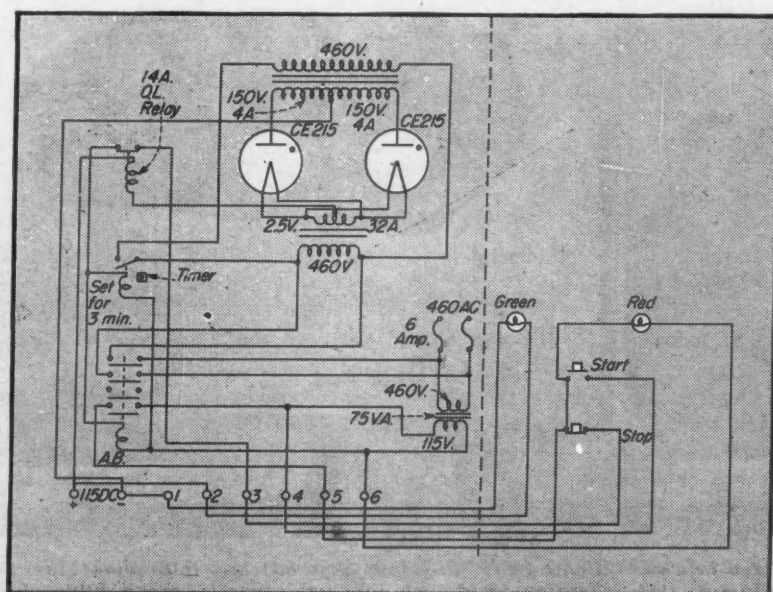 460V.
14A.
O.L.
Relay
150V.
4A
150V.
4A
CE215
CE215
2.5V.
32A.
460V
Timer
Set
for
3 min.
6
Amp.
460AC
Green
Red
Start
460V.
75VA.
Stop
115V.
A.B.
+ 115DC - 1 2 3 4 5 6